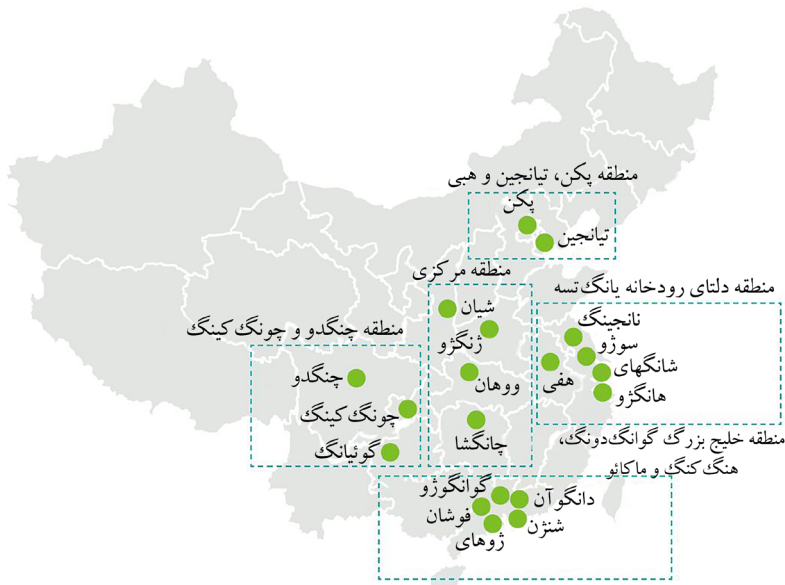 منطقه پکن، تیانجین و هبی
پکن
تیانجین
منطقه مرکزی
شیان
ژنگژو
ووهان
چانگشا
منطقه دلتای رودخانه یانگ‌تسه
نانجینگ
سوژو
شانگهای
هفی
هانگژو
منطقه چنگدو و چونگ‌کینگ
چنگدو
چونگ‌کینگ
گوئیانگ
منطقه خلیج بزرگ گوانگ‌دونگ،
هنگ‌کنگ و ماکائو
گوانگوژو
دانگوآن
فوشان
شنژن
ژوهای